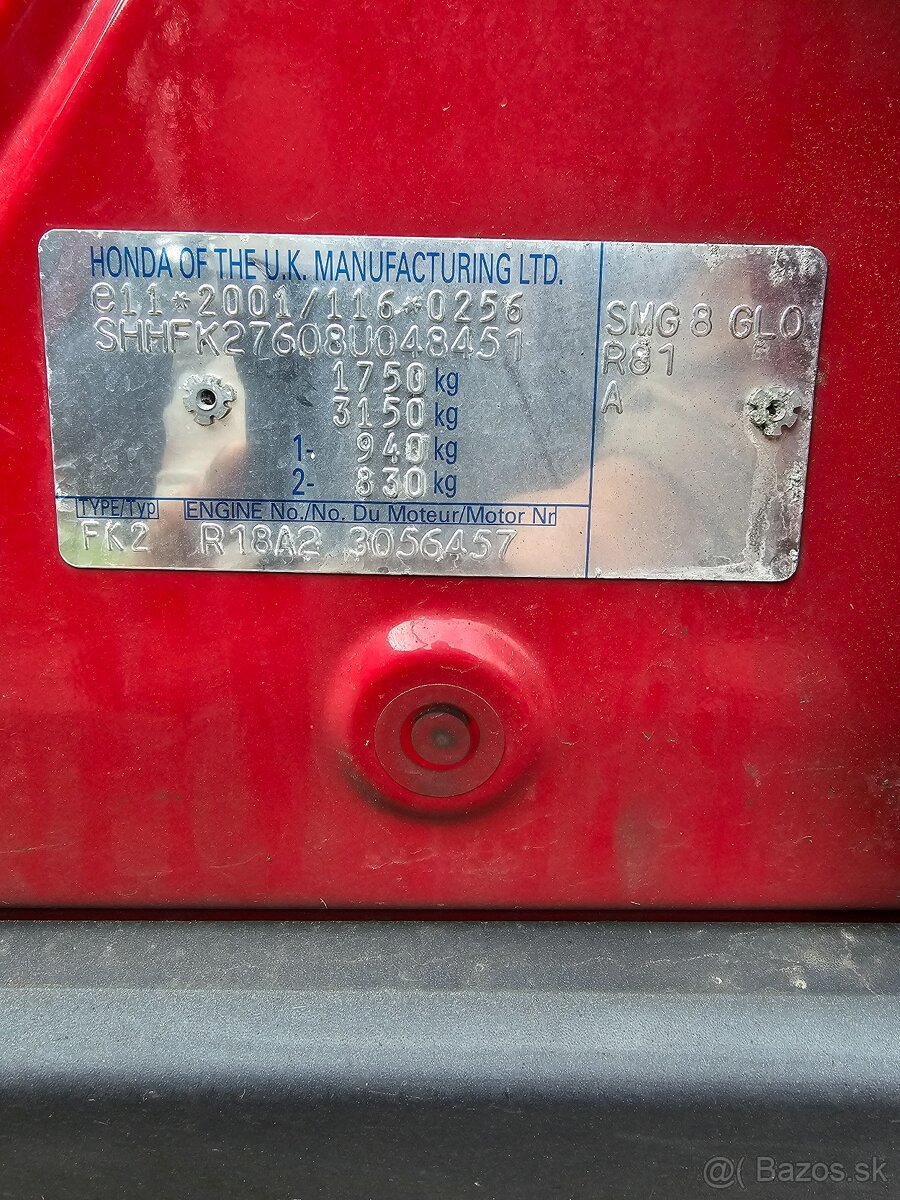 HONDA OF THE U.K. MANUFACTURING LTD.
e11*2001/116*0256
SHHFK27608U048451
1750 kg
3150 kg
1- 940 kg
2- 830 kg
TYPE/Typ ENGINE No./No. Du Moteur/Motor Nr
FK2 R18A2 3056457
SMG 8 GLO
R81
A
@( Bazos.sk